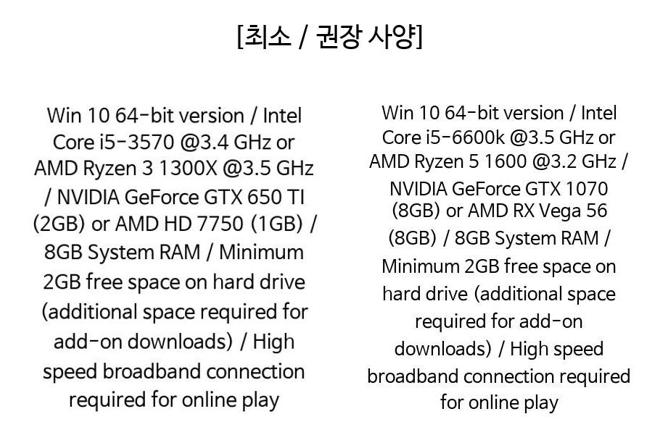 [최소 / 권장 사양]
Win 10 64-bit version / Intel
Core i5-3570 @3.4 GHz or
AMD Ryzen 3 1300X @3.5 GHz
/ NVIDIA GeForce GTX 650 TI
(2GB) or AMD HD 7750 (1GB) /
8GB System RAM / Minimum
2GB free space on hard drive
(additional space required for
add-on downloads) / High
speed broadband connection
required for online play
Win 10 64-bit version / Intel
Core i5-6600k @3.5 GHz or
AMD Ryzen 5 1600 @3.2 GHz /
NVIDIA GeForce GTX 1070
(8GB) or AMD RX Vega 56
(8GB) / 8GB System RAM /
Minimum 2GB free space on
hard drive (additional space
required for add-on
downloads) / High speed
broadband connection required
for online play